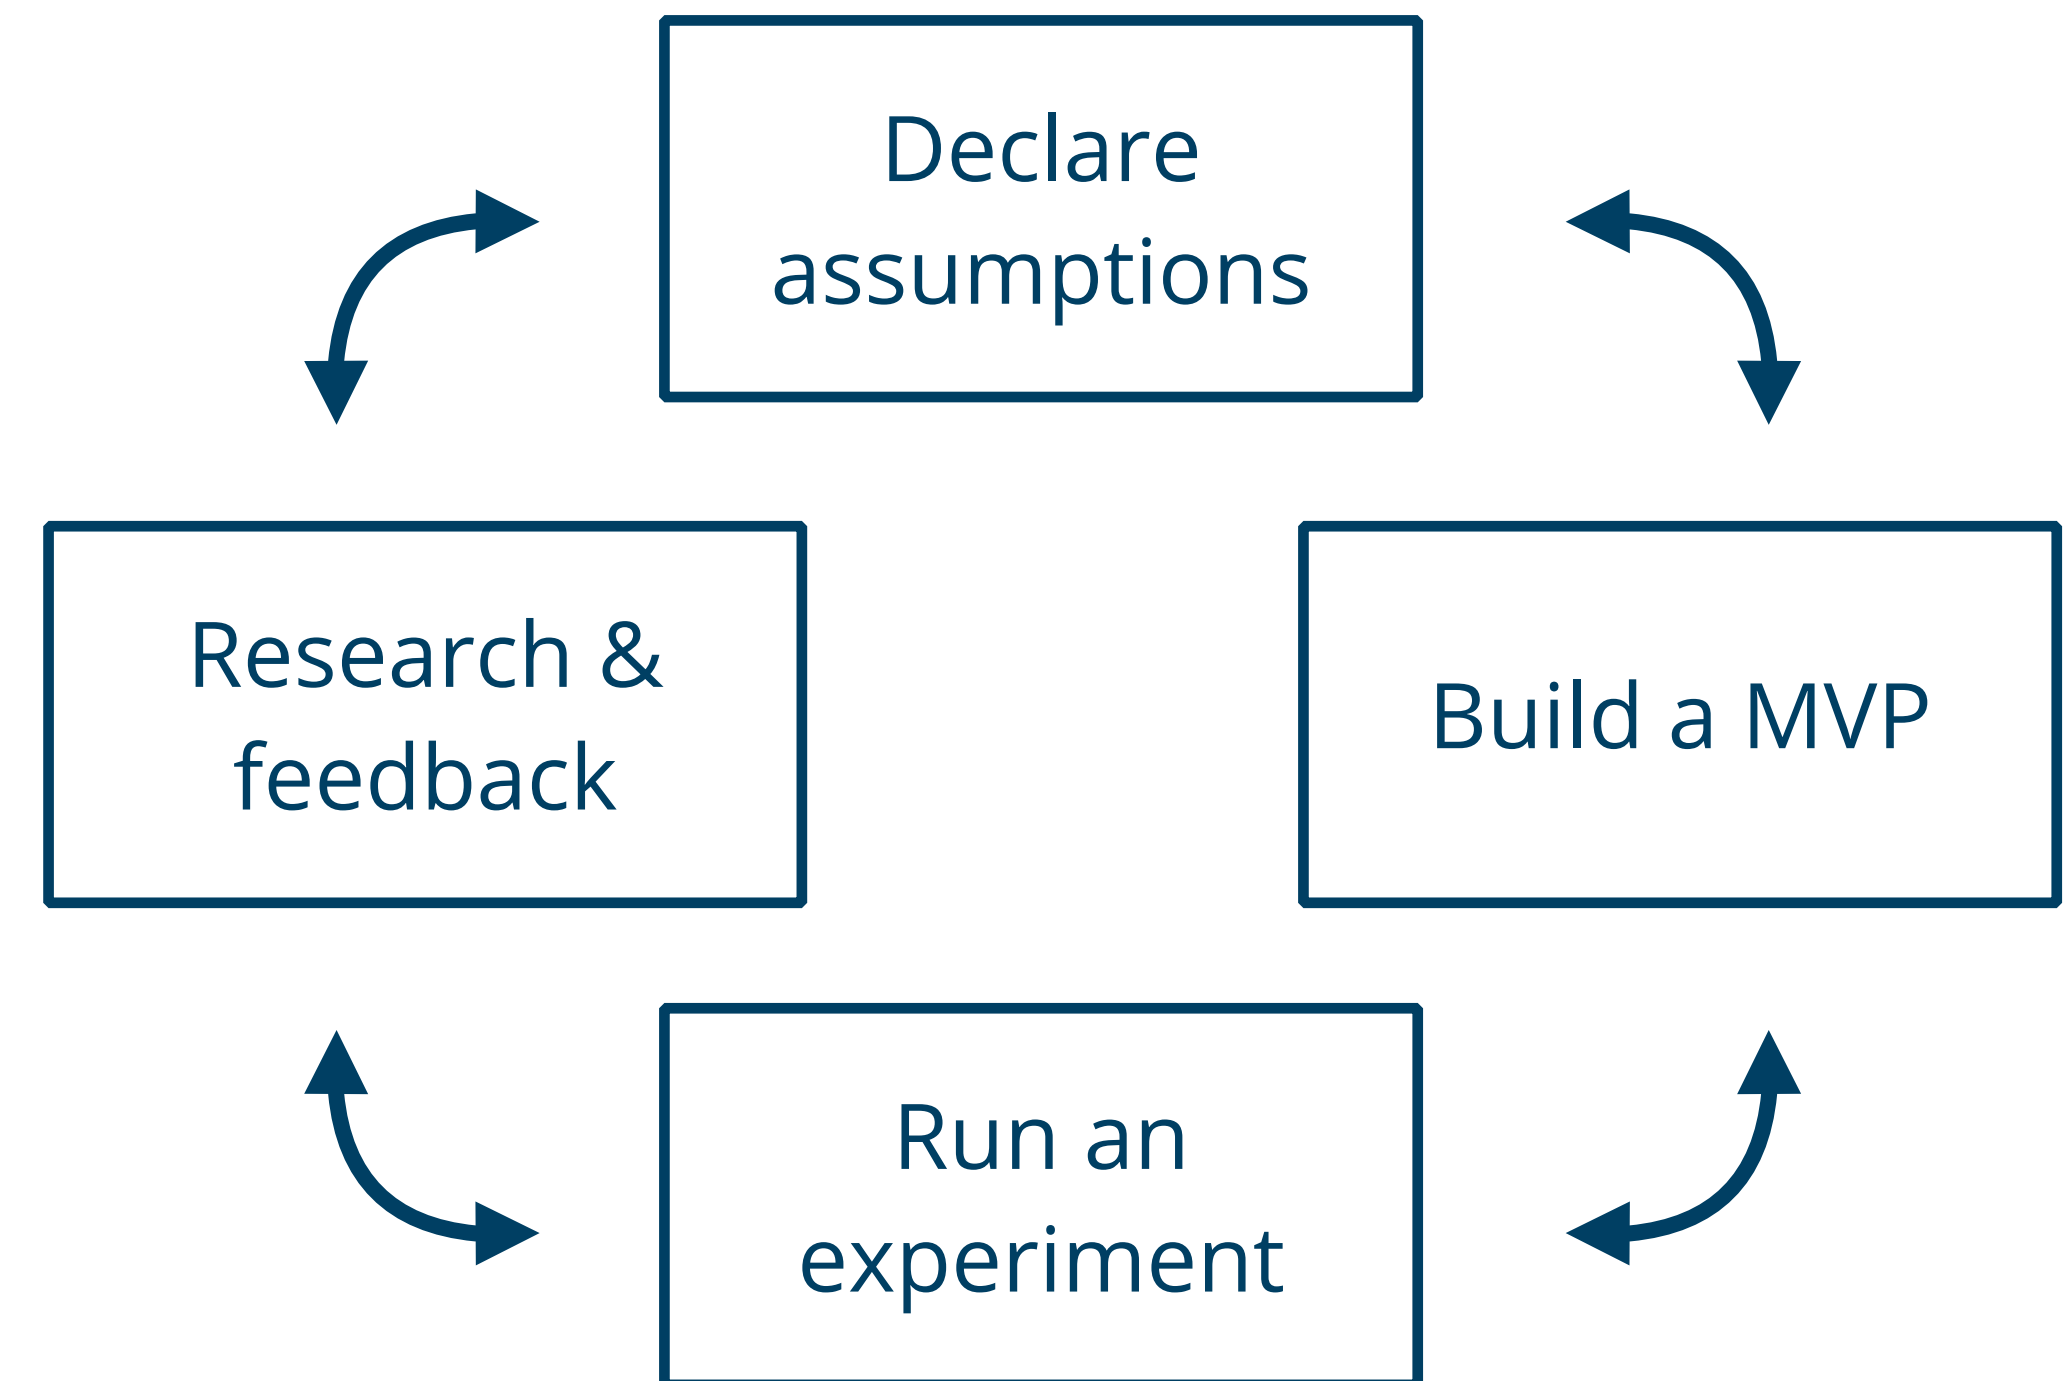 Declare
assumptions
Research &
feedback
Build a MVP
Run an
experiment